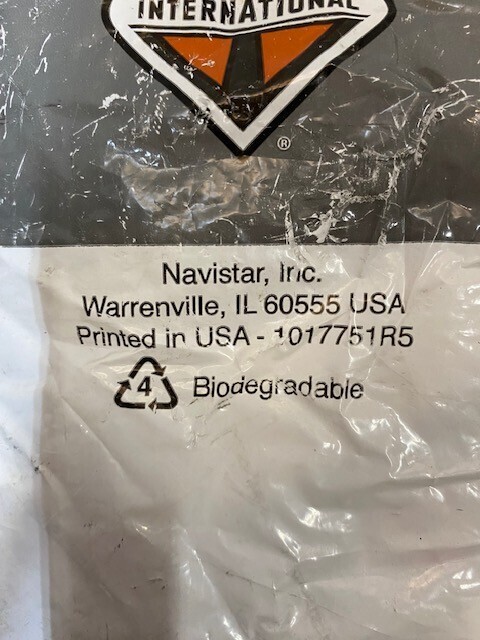 INTERNATIONAL
®
Navistar, Inc.
Warrenville, IL 60555 USA
Printed in USA - 1017751R5
4 Biodegradable